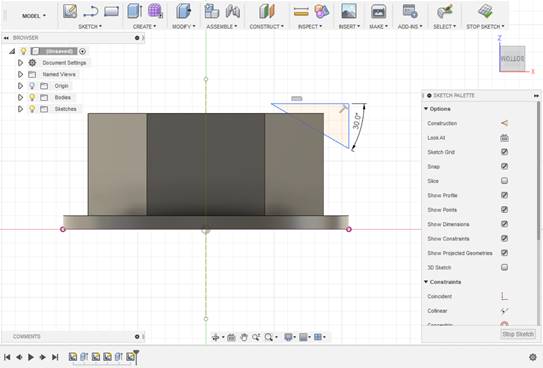 MODEL
SKETCH
CREATE
MODIFY
ASSEMBLE
CONSTRUCT
INSPECT
INSERT
MAKE
ADD-INS
SELECT
STOP SKETCH
BROWSER
(Unsaved)
Document Settings
Named Views
Origin
Bodies
Sketches
30.0°
Z
BOTTOM
X
SKETCH PALETTE
Options
Construction
Look At
Sketch Grid
Snap
Slice
Show Profile
Show Points
Show Dimensions
Show Constraints
Show Projected Geometries
3D Sketch
Constraints
Coincident
Collinear
Concentric
Stop Sketch
COMMENTS